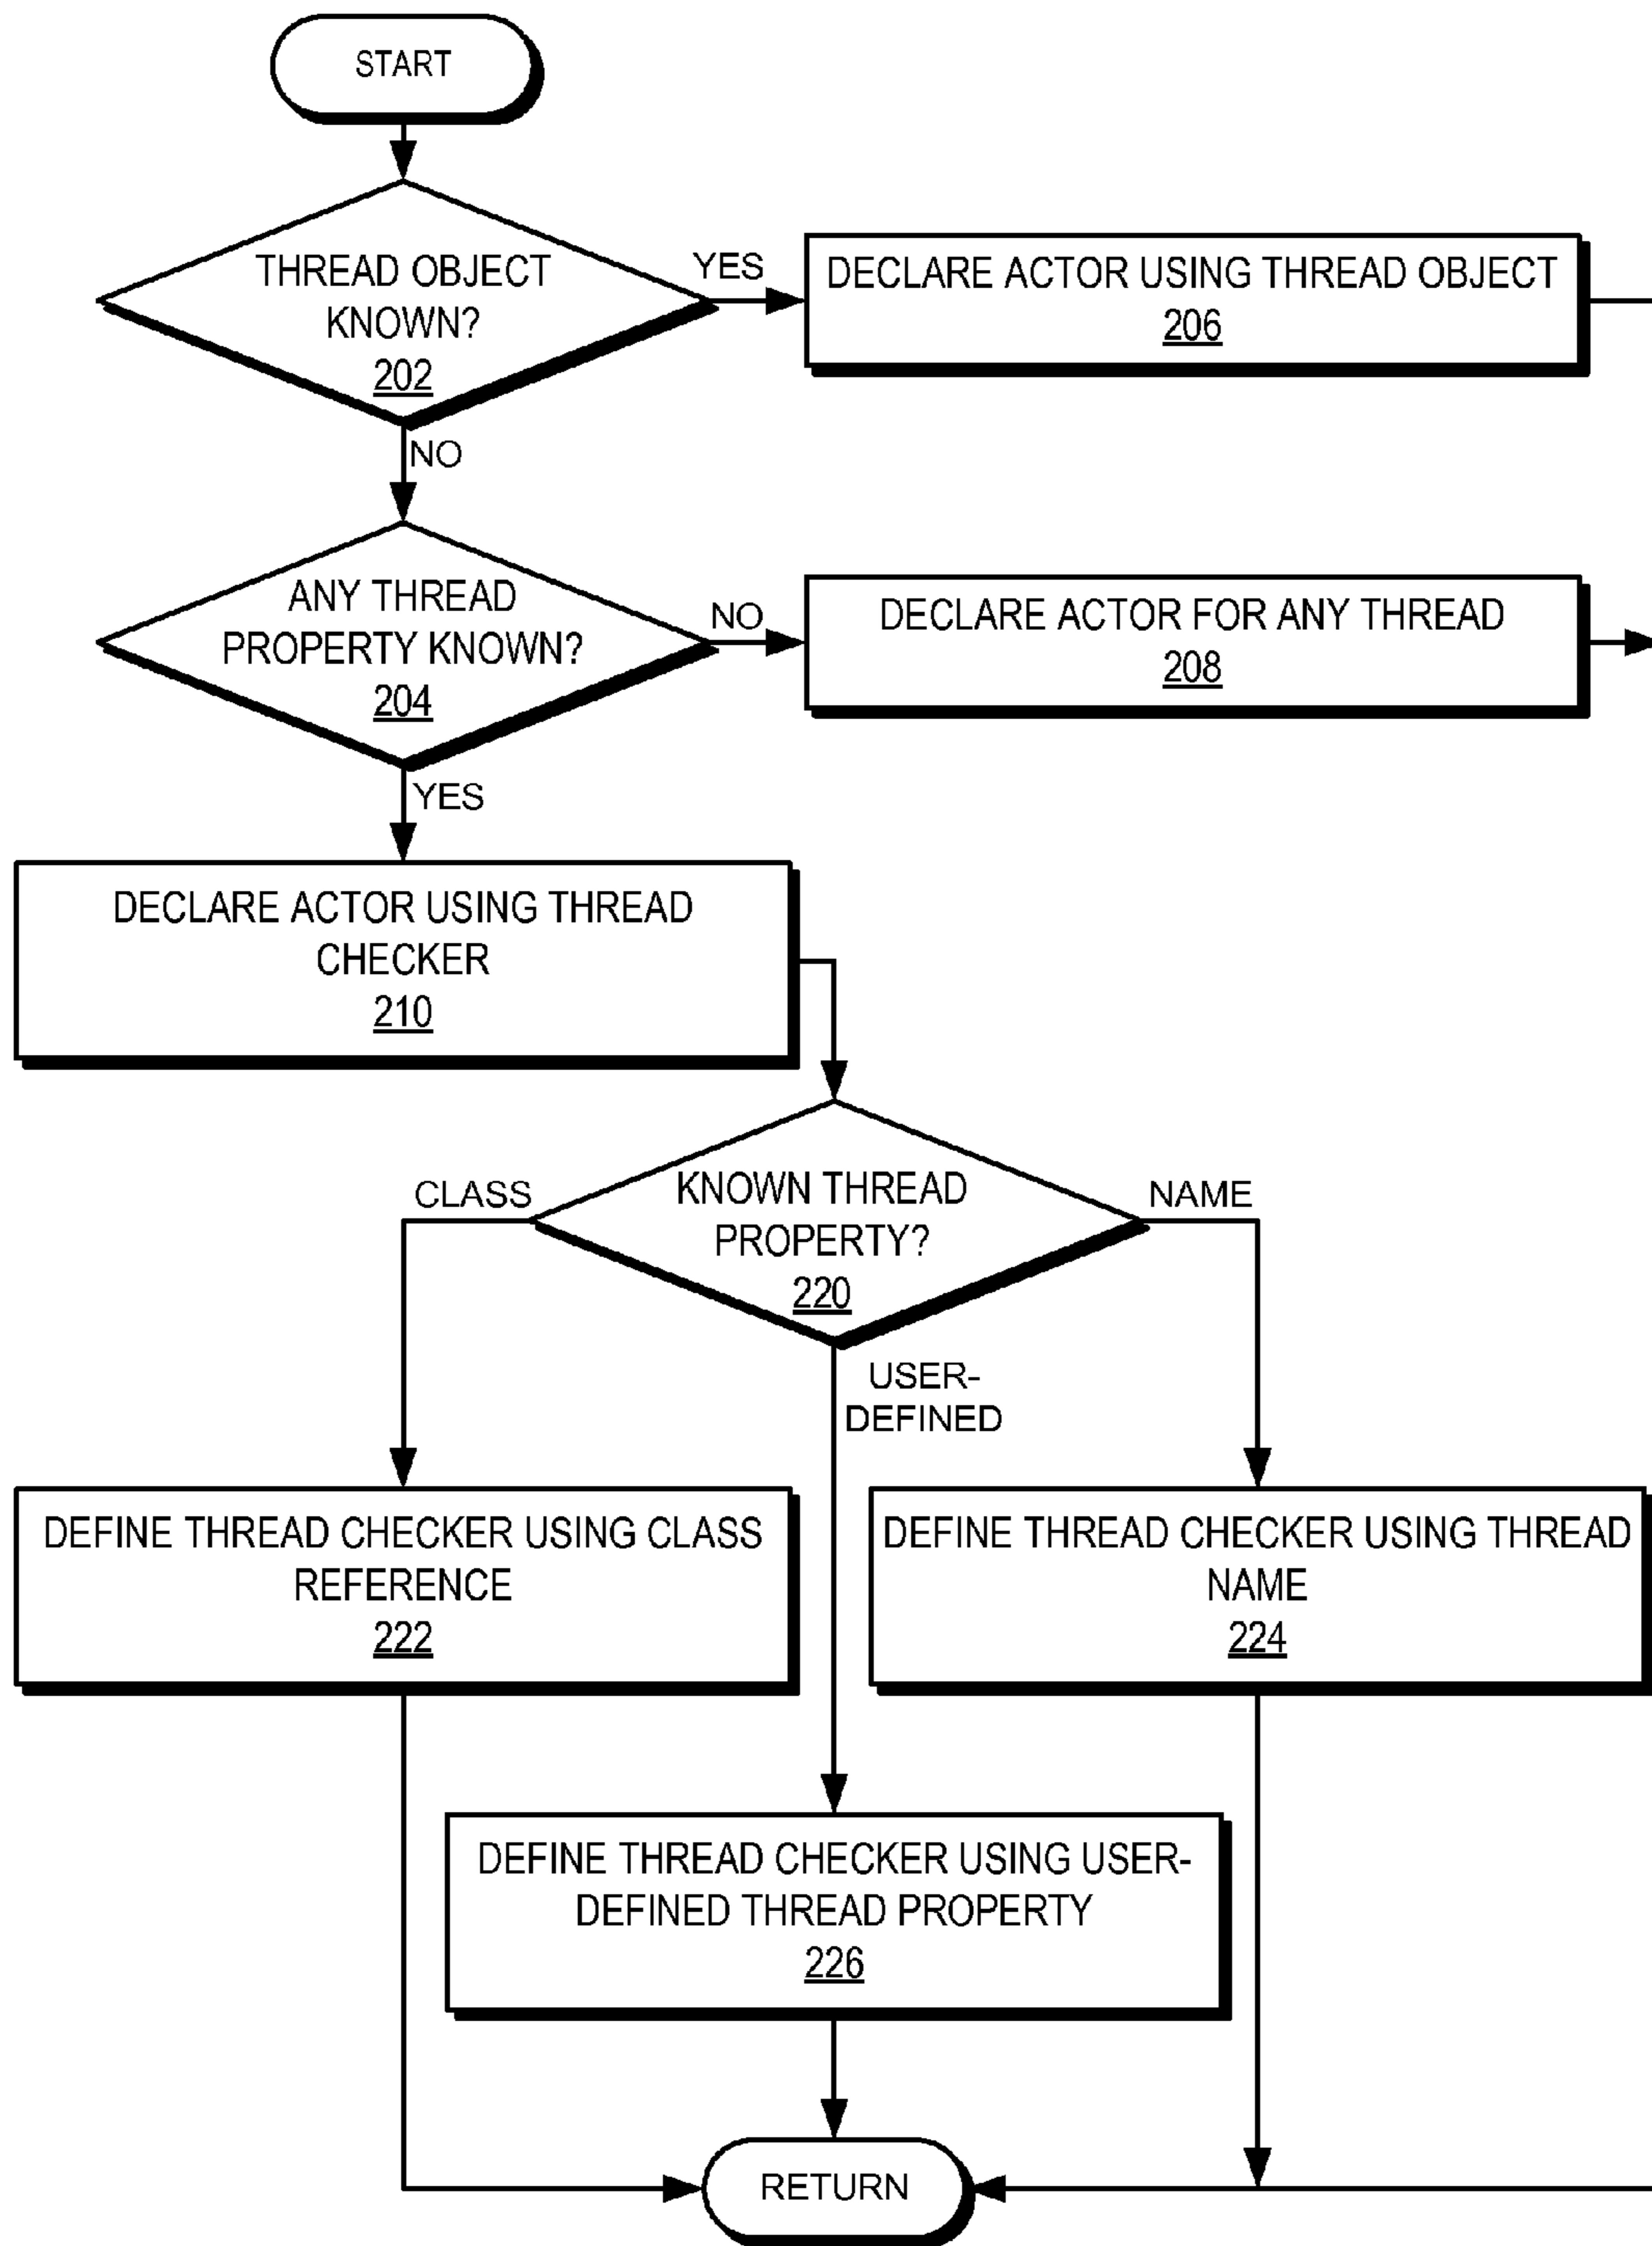 START
THREAD OBJECT
KNOWN?
202
YES
DECLARE ACTOR USING THREAD OBJECT
206
NO
ANY THREAD
PROPERTY KNOWN?
204
NO
DECLARE ACTOR FOR ANY THREAD
208
YES
DECLARE ACTOR USING THREAD
CHECKER
210
CLASS
KNOWN THREAD
PROPERTY?
220
NAME
USER-
DEFINED
DEFINE THREAD CHECKER USING CLASS
REFERENCE
222
DEFINE THREAD CHECKER USING THREAD
NAME
224
DEFINE THREAD CHECKER USING USER-
DEFINED THREAD PROPERTY
226
RETURN